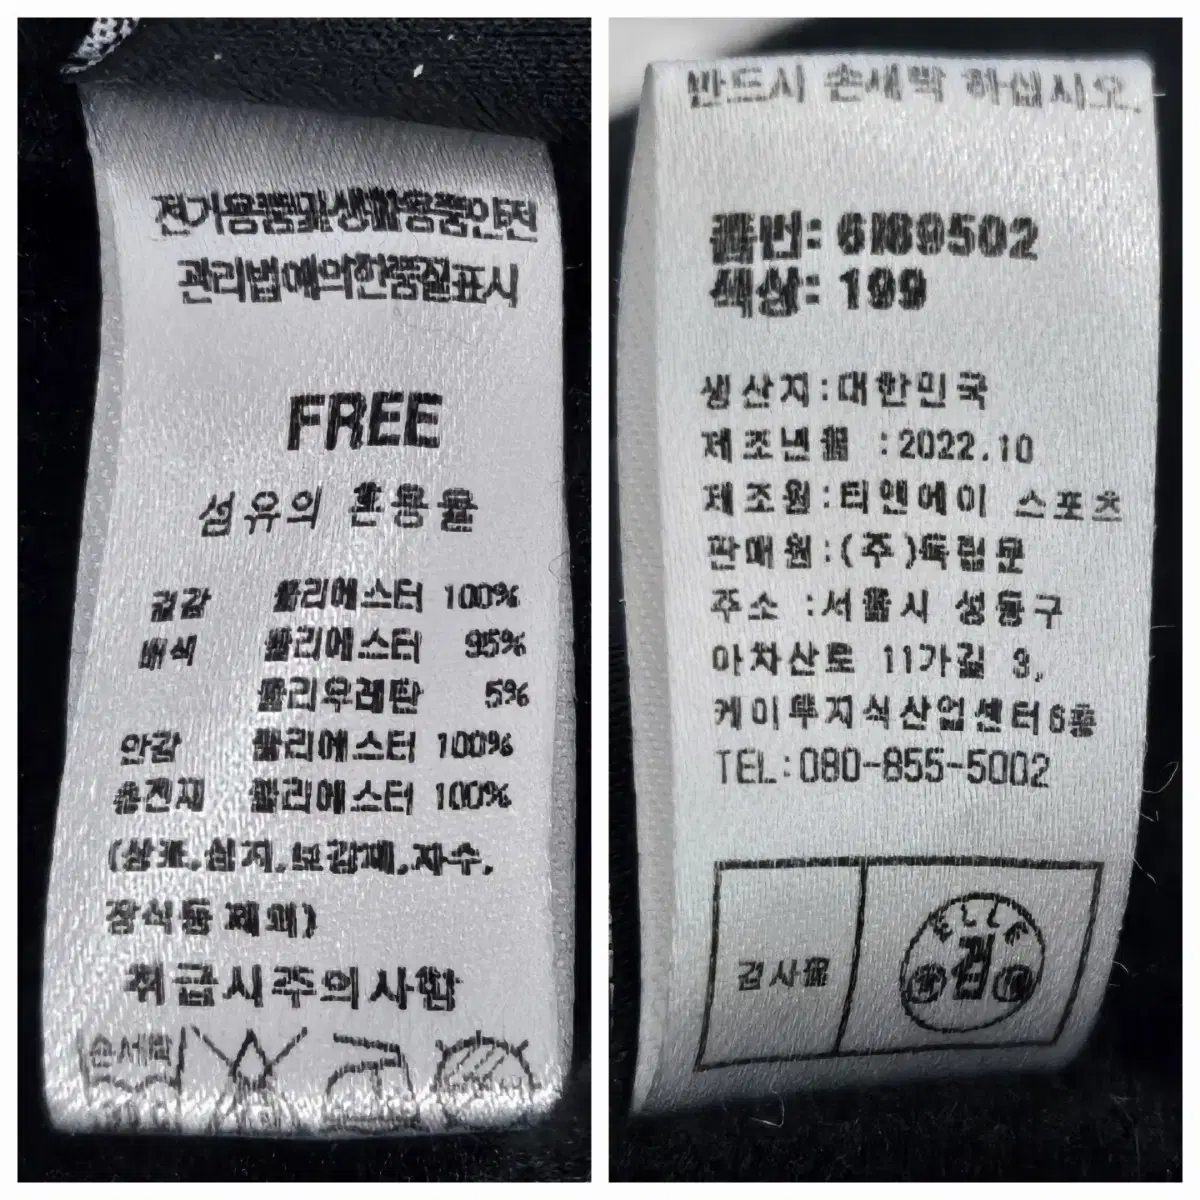 전기용품및생활용품안전
관리법에의한품질표시
FREE
섬유의 혼용률
겉감 폴리에스터 100%
배색 폴리에스터 95%
폴리우레탄 5%
안감 폴리에스터 100%
충전재 폴리에스터 100%
(상표,심지,보강재,자수,
장식등 제외)
취급시주의사항
손세탁
반드시 손세탁 하십시오.
품번: 6I89502
색상: 199
생산지:대한민국
제조년월 :2022.10
제조원:티앤에이 스포츠
판매원:(주)독립문
주소 :서울시 성동구
아차산로 11가길 3,
케이투지식산업센터6층
TEL:080-855-5002
검사필
ELLE
검